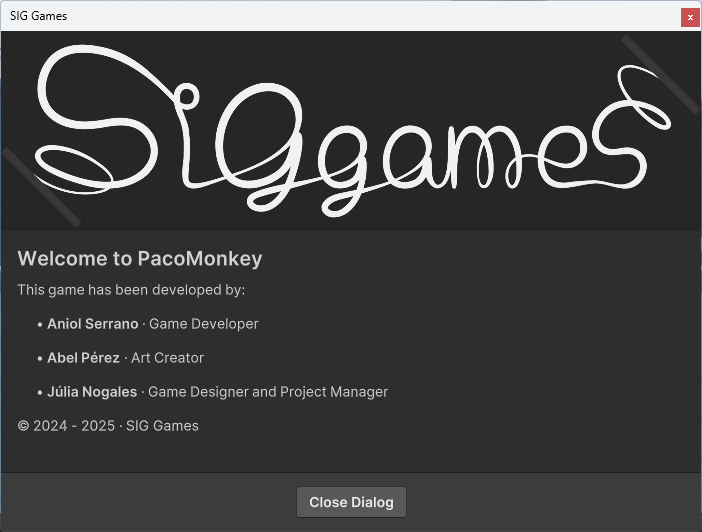 SIG Games
x
SIGgames
Welcome to PacoMonkey
This game has been developed by:
• Aniol Serrano · Game Developer
• Abel Pérez · Art Creator
• Júlia Nogales · Game Designer and Project Manager
© 2024 - 2025 · SIG Games
Close Dialog